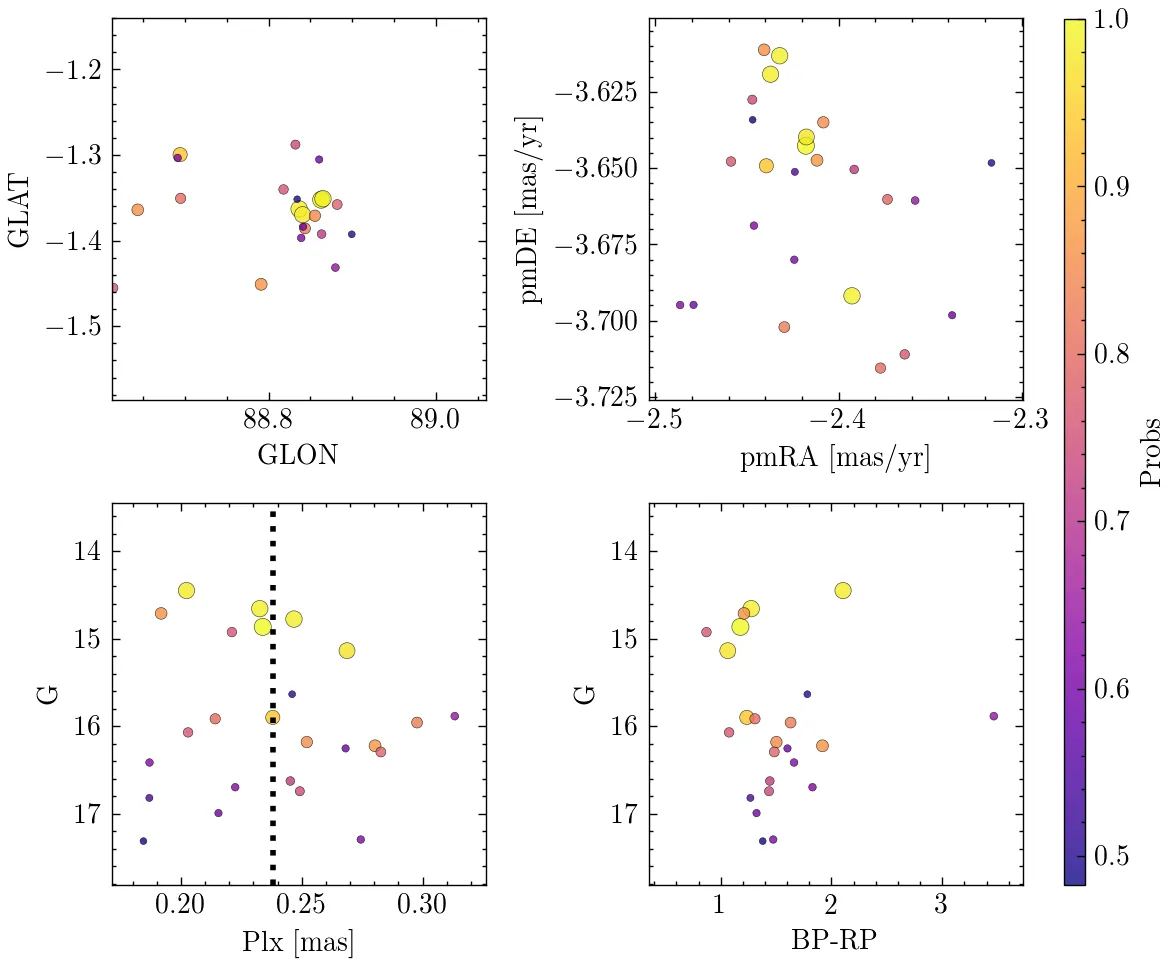 −1.2
−1.3
−1.4
−1.5
GLAT
88.8 89.0
GLON
−3.625
−3.650
−3.675
−3.700
−3.725
pmDE [mas/yr]
−2.5 −2.4 −2.3
pmRA [mas/yr]
14
15
16
17
G
0.20 0.25 0.30
Plx [mas]
14
15
16
17
G
1 2 3
BP-RP
1.0
0.9
0.8
0.7
0.6
0.5
Probs